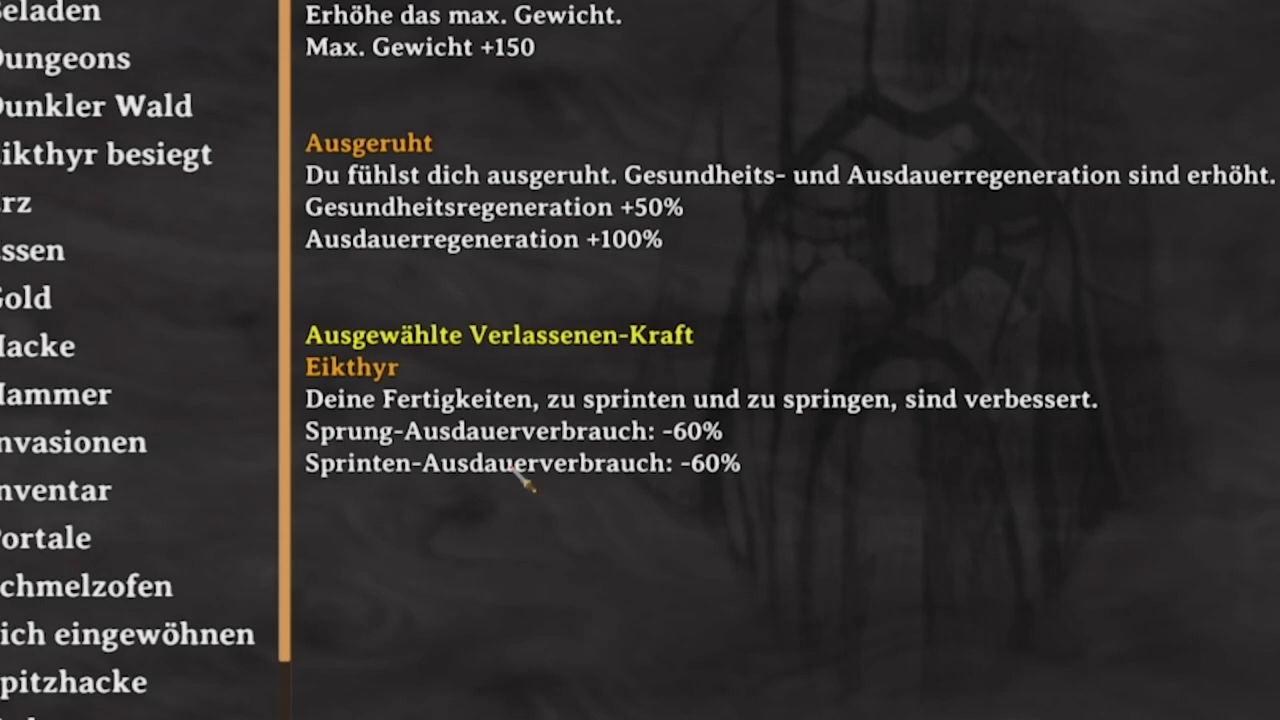 eladen
Dungeons
Dunkler Wald
ikthyr besiegt
rz
ssen
Gold
Hacke
Hammer
nvasionen
nventar
ortale
chmelzofen
ich eingewöhnen
pitzhacke
Erhöhe das max. Gewicht.
Max. Gewicht +150
Ausgeruht
Du fühlst dich ausgeruht. Gesundheits- und Ausdauerregeneration sind erhöht.
Gesundheitsregeneration +50%
Ausdauerregeneration +100%
Ausgewählte Verlassenen-Kraft
Eikthyr
Deine Fertigkeiten, zu sprinten und zu springen, sind verbessert.
Sprung-Ausdauerverbrauch: -60%
Sprinten-Ausdauerverbrauch: -60%